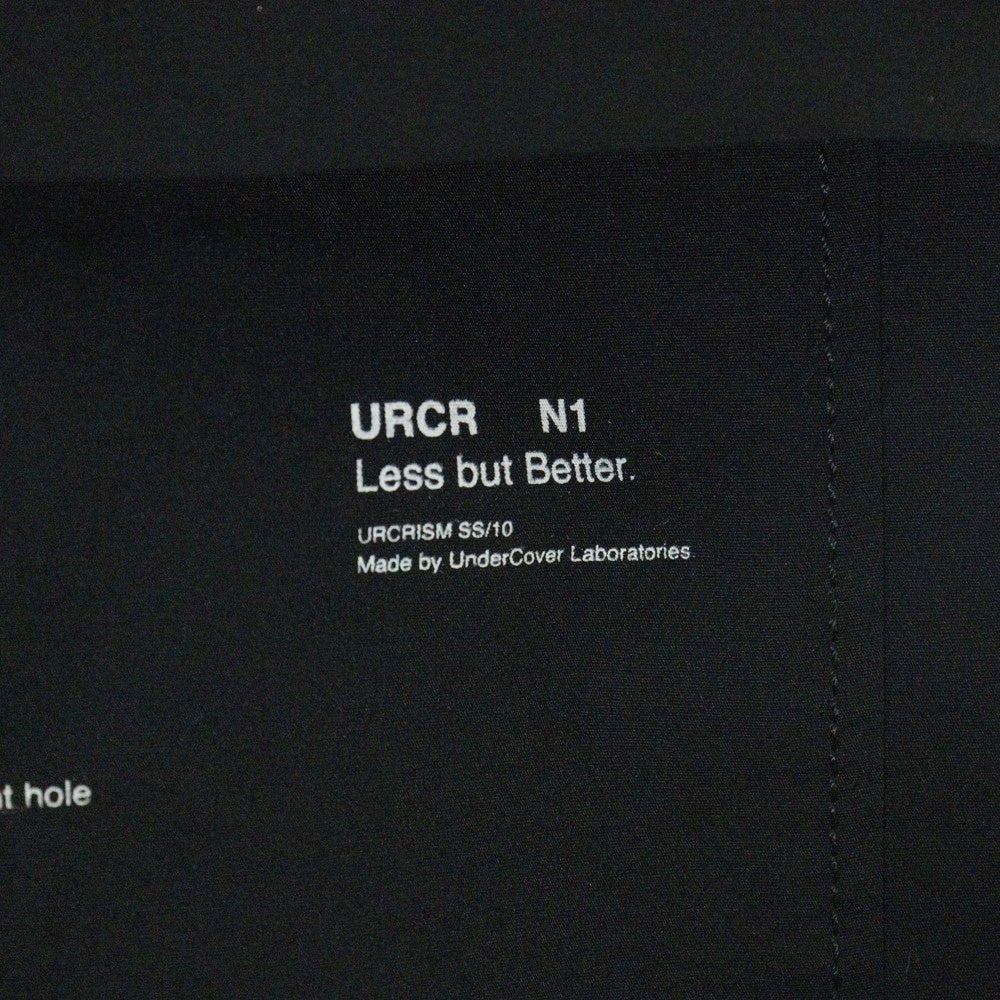 URCR N1
Less but Better.
URCRISM SS/10
Made by UnderCover Laboratories
hole